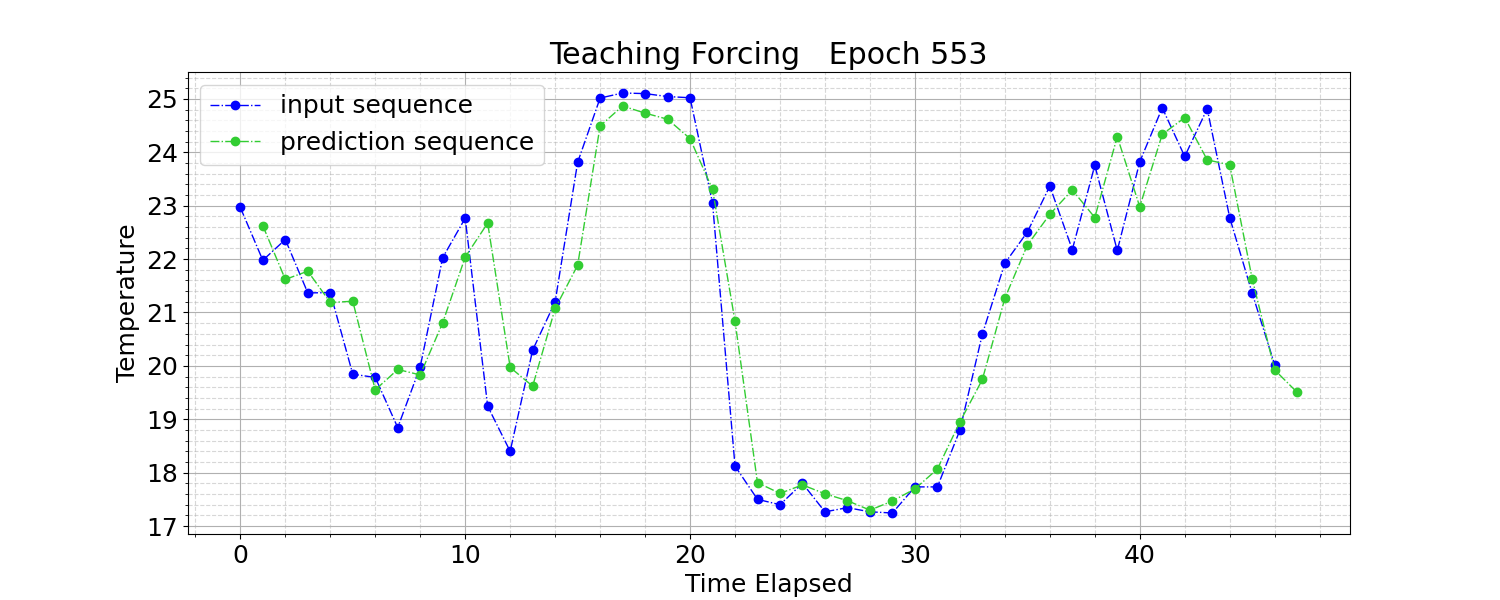 Teaching Forcing   Epoch 553
input sequence
prediction sequence
Temperature
25
24
23
22
21
20
19
18
17
0 10 20 30 40
Time Elapsed